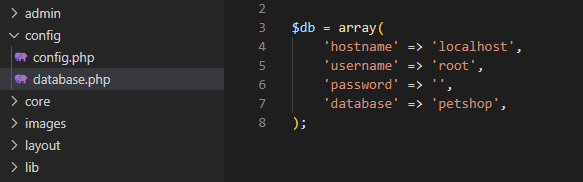 admin
config
config.php
database.php
core
images
layout
lib
2
3 $db = array(
4     'hostname' => 'localhost',
5     'username' => 'root',
6     'password' => '',
7     'database' => 'petshop',
8 );